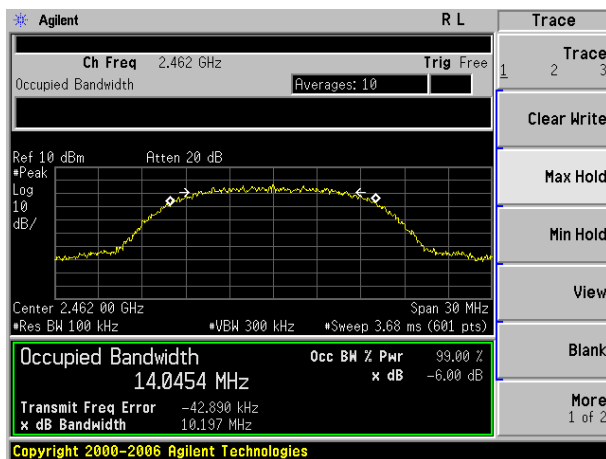 Agilent R L Trace
Ch Freq 2.462 GHz Trig Free
Occupied Bandwidth Averages: 10
Trace
1 2 3
Clear Write
Max Hold
Min Hold
View
Blank
More
1 of 2
Ref 10 dBm Atten 20 dB
#Peak
Log
10
dB/
Center 2.462 00 GHz Span 30 MHz
#Res BW 100 kHz #VBW 300 kHz #Sweep 3.68 ms (601 pts)
Occupied Bandwidth Occ BW % Pwr 99.00 %
14.0454 MHz x dB -6.00 dB
Transmit Freq Error -42.890 kHz
x dB Bandwidth 10.197 MHz
Copyright 2000-2006 Agilent Technologies